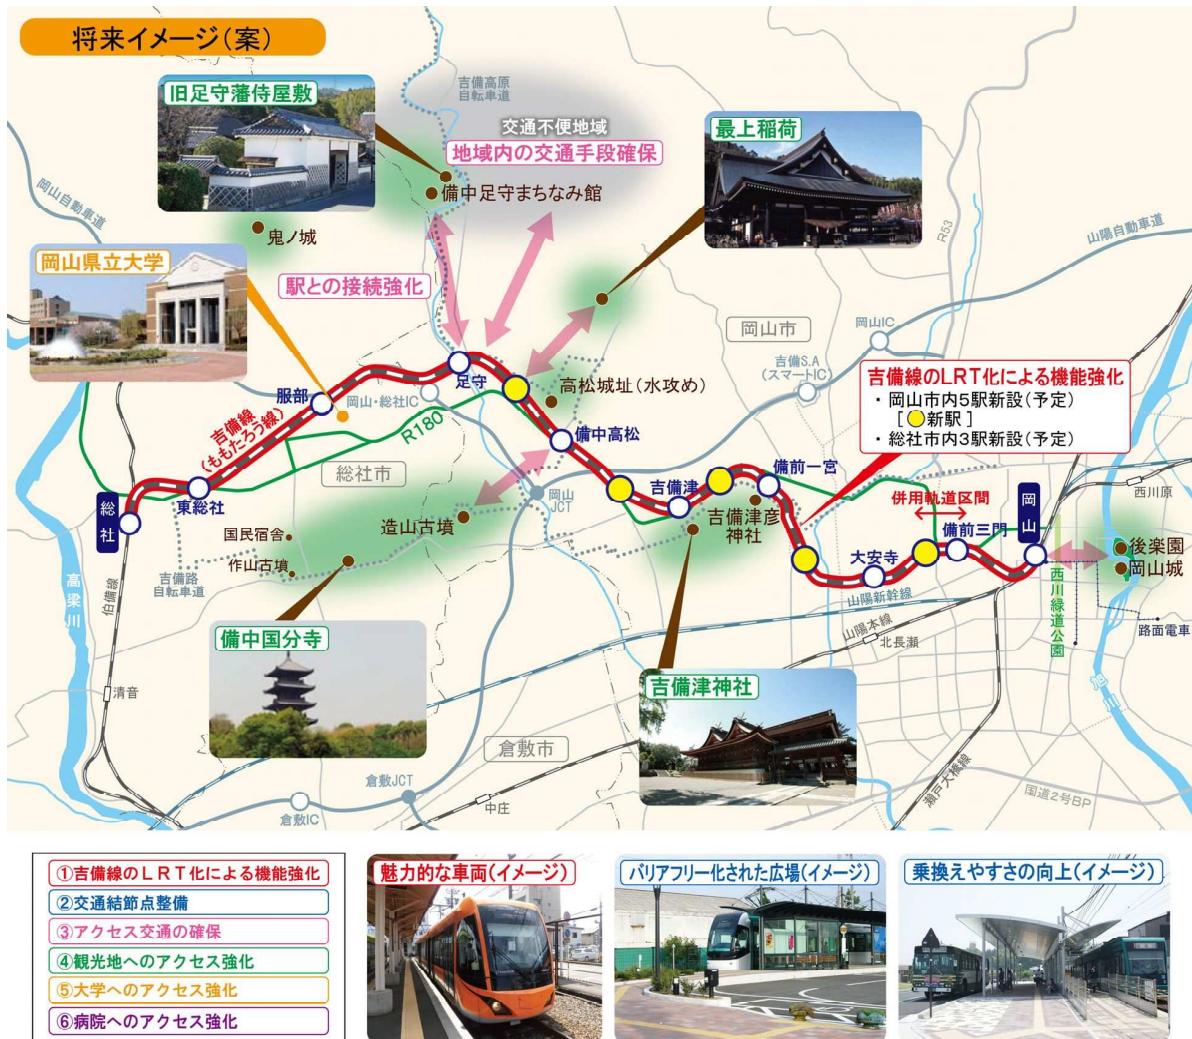 将来イメージ(案)
旧足守藩侍屋敷
吉備高原
自転車道
交通不便地域
地域内の交通手段確保
最上稲荷
備中足守まちなみ館
岡山自動車道
鬼ノ城
R53
山陽自動車道
岡山県立大学
駅との接続強化
岡山市
岡山IC
吉備S.A
(スマートIC)
吉備線のLRT化による機能強化
・岡山市内5駅新設(予定)
[ 新駅 ]
・総社市内3駅新設(予定)
足守
服部
高松城址(水攻め)
岡山・総社IC
吉備線
(ももたろう線)
R180
備中高松
総社市
備前一宮
岡山
JCT
吉備津
総社
東総社
吉備津彦
神社
併用軌道区間
岡山
西川原
造山古墳
国民宿舎
作山古墳
備前三門
大安寺
後楽園
岡山城
吉備路
自転車道
高梁川
伯備線
山陽新幹線
山陽本線
北長瀬
西川緑道公園
路面電車
備中国分寺
吉備津神社
旭川
清音
倉敷市
倉敷JCT
倉敷IC
中庄
瀬戸大橋線
国道2号BP
①吉備線のLRT化による機能強化
②交通結節点整備
③アクセス交通の確保
④観光地へのアクセス強化
⑤大学へのアクセス強化
⑥病院へのアクセス強化
魅力的な車両(イメージ)
バリアフリー化された広場(イメージ)
乗換えやすさの向上(イメージ)